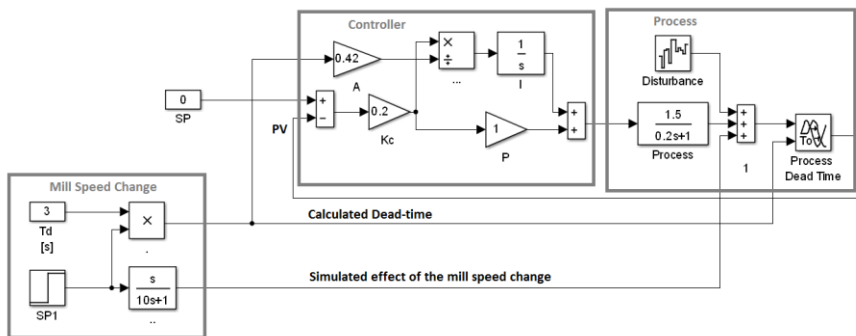 Controller
Process
0.42
A
×
÷
...
1
s
I
Disturbance
0
SP
+
−
PV
0.2
Kc
1
P
+
+
1.5
0.2s+1
Process
+
+
+
1
To
Process
Dead Time
Mill Speed Change
3
Td
[s]
×
.
Calculated Dead-time
SP1
s
10s+1
..
Simulated effect of the mill speed change